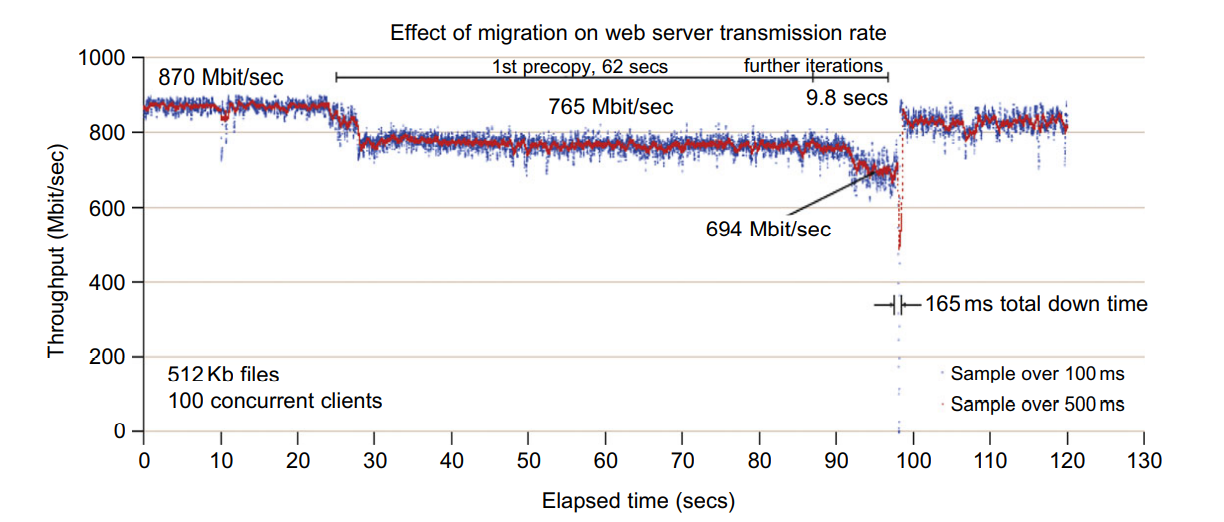 Effect of migration on web server transmission rate
1000
800
600
400
200
0
Throughput (Mbit/sec)
870 Mbit/sec
1st precopy, 62 secs
further iterations
765 Mbit/sec
9.8 secs
694 Mbit/sec
165 ms total down time
512 Kb files
100 concurrent clients
Sample over 100 ms
Sample over 500 ms
0 10 20 30 40 50 60 70 80 90 100 110 120 130
Elapsed time (secs)